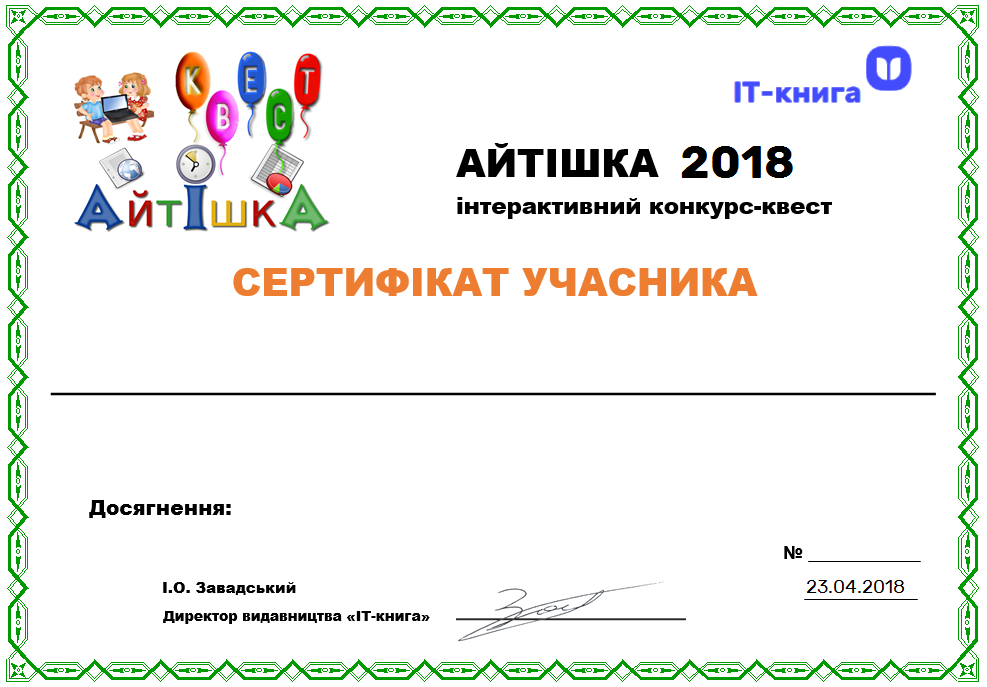 КВЕСТ
АйтІшкА
ІТ-книга
АЙТІШКА 2018
інтерактивний конкурс-квест
СЕРТИФІКАТ УЧАСНИКА
Досягнення:
№
23.04.2018
І.О. Завадський
Директор видавництва «ІТ-книга»